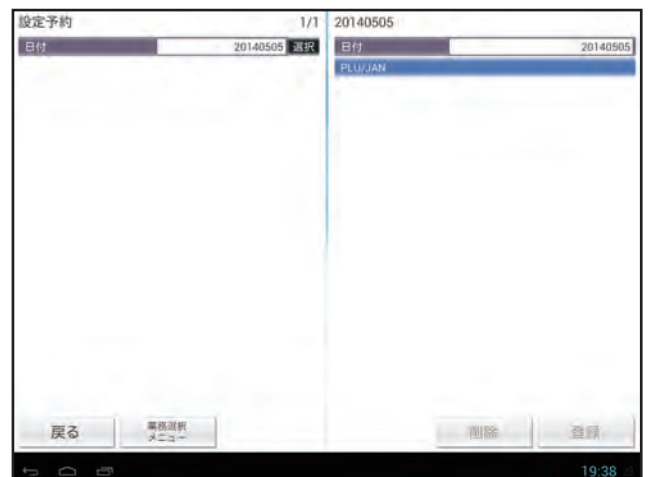 設定予約 1/1
日付 20140505 選択
戻る
業務選択
メニュー
20140505
日付 20140505
PLU/JAN
削除 登録
19:38